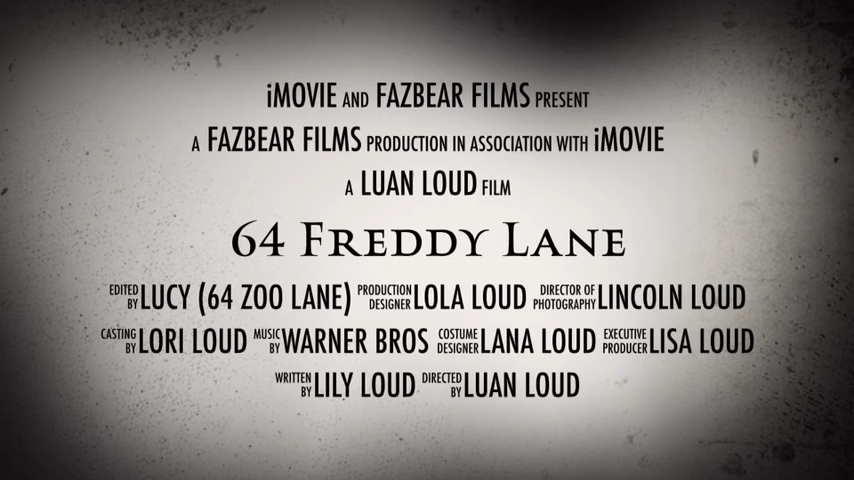 iMOVIE AND FAZBEAR FILMS PRESENT
A FAZBEAR FILMS PRODUCTION IN ASSOCIATION WITH iMOVIE
A LUAN LOUD FILM
64 FREDDY LANE
EDITED BY LUCY (64 ZOO LANE) PRODUCTION DESIGNER LOLA LOUD DIRECTOR OF PHOTOGRAPHY LINCOLN LOUD
CASTING BY LORI LOUD MUSIC BY WARNER BROS COSTUME DESIGNER LANA LOUD EXECUTIVE PRODUCER LISA LOUD
WRITTEN BY LILY LOUD DIRECTED BY LUAN LOUD